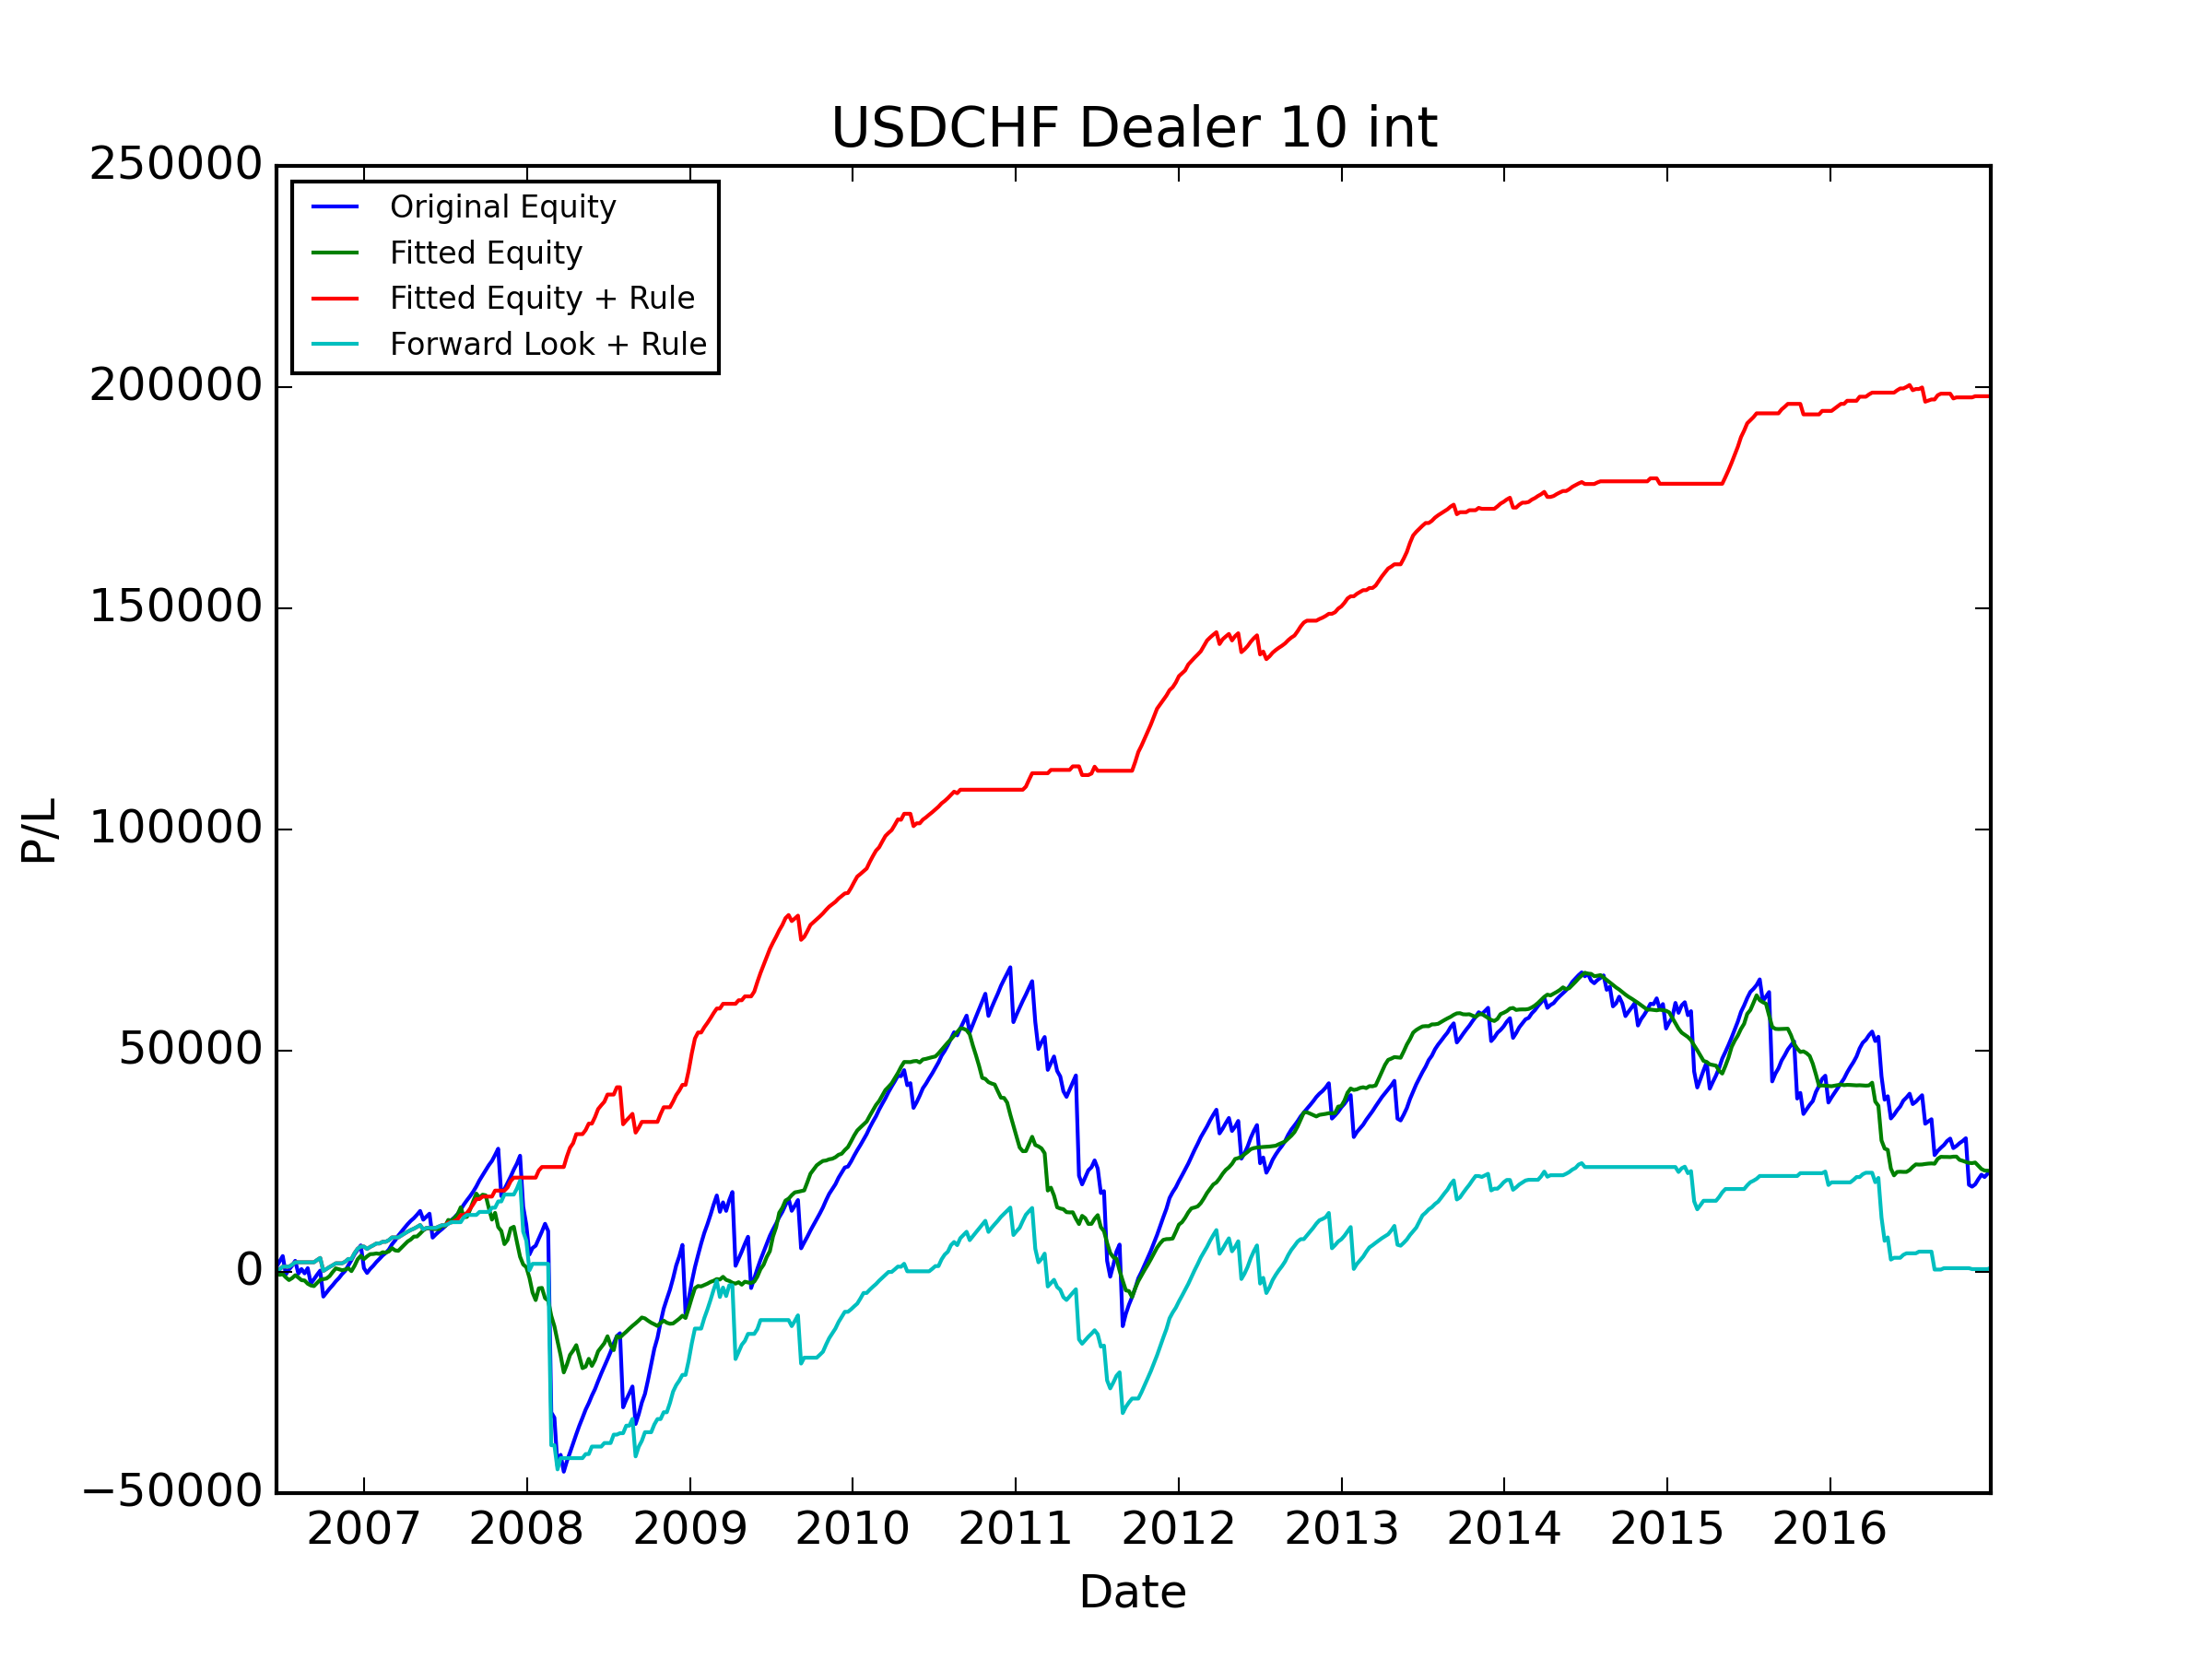 USDCHF Dealer 10 int
250000
200000
150000
100000
50000
0
−50000
P/L
Original Equity
Fitted Equity
Fitted Equity + Rule
Forward Look + Rule
2007 2008 2009 2010 2011 2012 2013 2014 2015 2016
Date